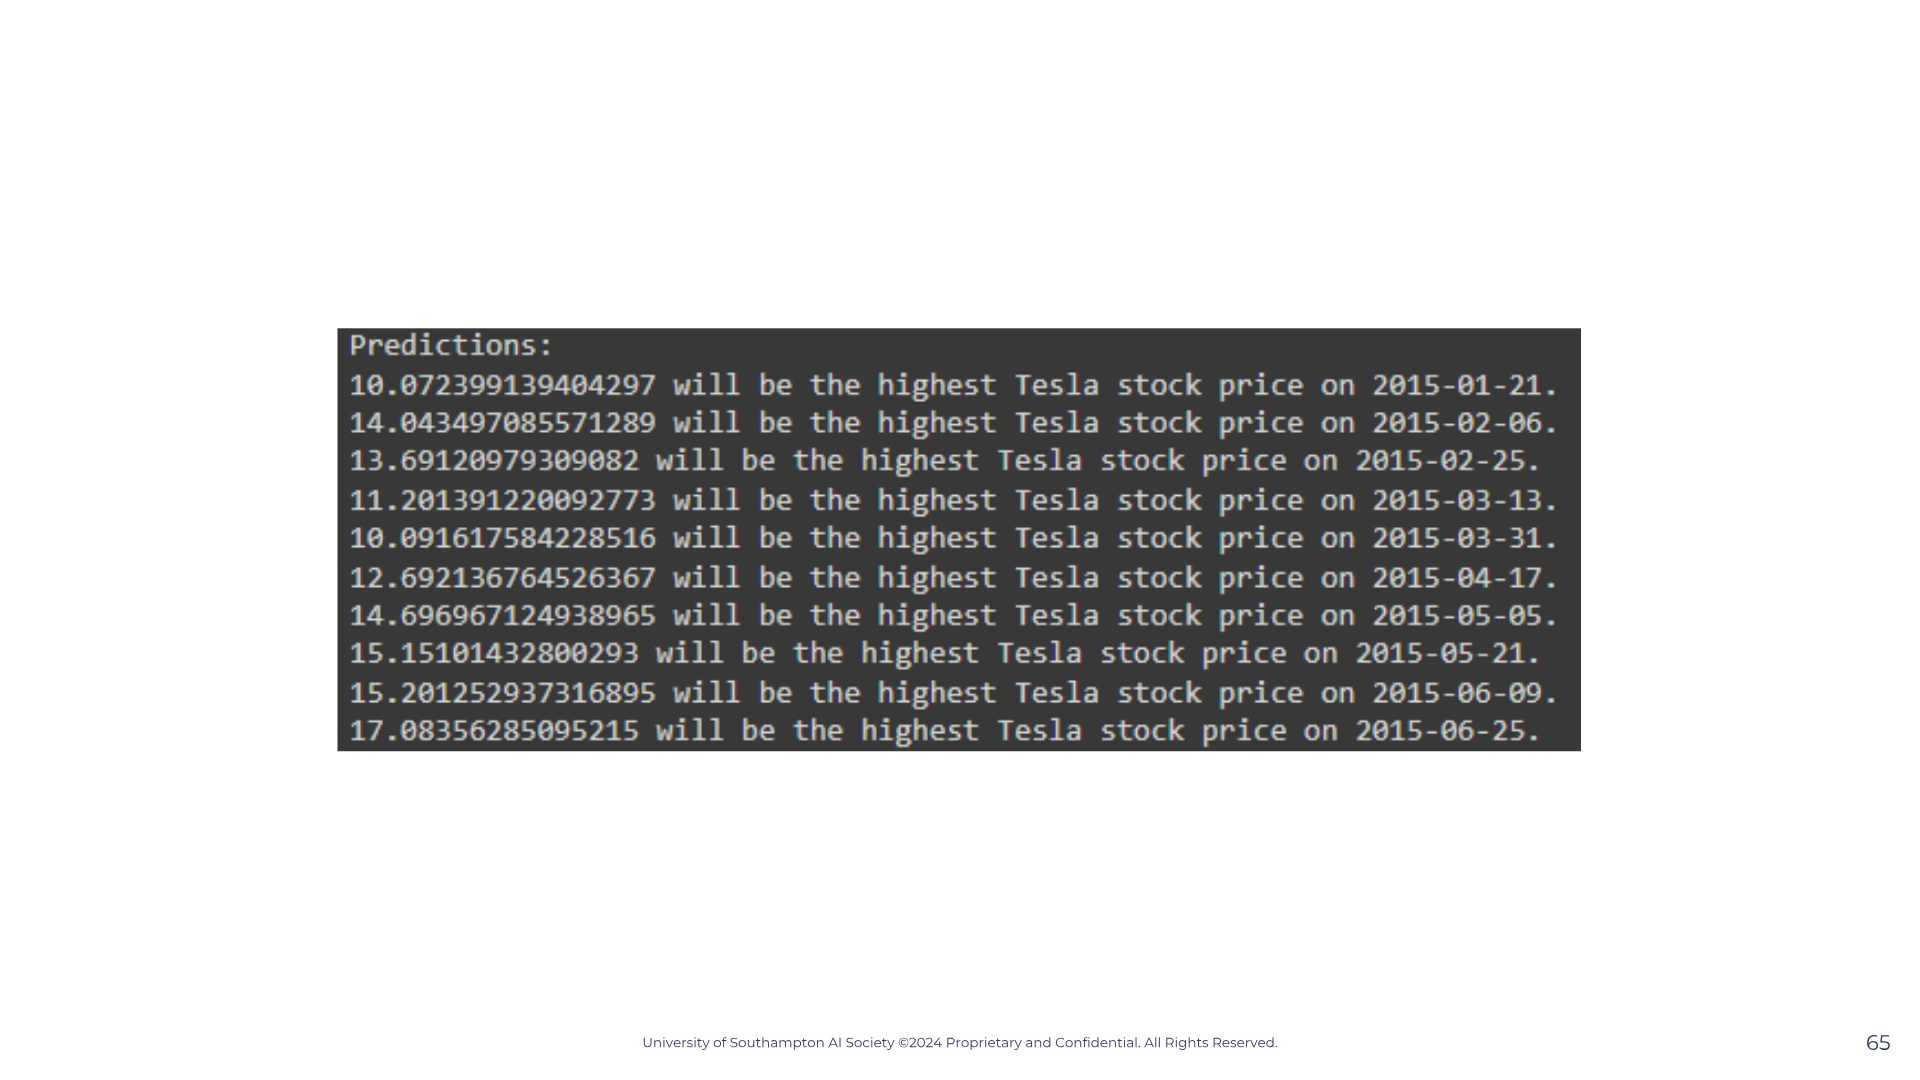 Predictions:
10.072399139404297 will be the highest Tesla stock price on 2015-01-21.
14.043497085571289 will be the highest Tesla stock price on 2015-02-06.
13.69120979309082 will be the highest Tesla stock price on 2015-02-25.
11.201391220092773 will be the highest Tesla stock price on 2015-03-13.
10.091617584228516 will be the highest Tesla stock price on 2015-03-31.
12.692136764526367 will be the highest Tesla stock price on 2015-04-17.
14.696967124938965 will be the highest Tesla stock price on 2015-05-05.
15.15101432800293 will be the highest Tesla stock price on 2015-05-21.
15.201252937316895 will be the highest Tesla stock price on 2015-06-09.
17.08356285095215 will be the highest Tesla stock price on 2015-06-25.
University of Southampton AI Society ©2024 Proprietary and Confidential. All Rights Reserved.
65